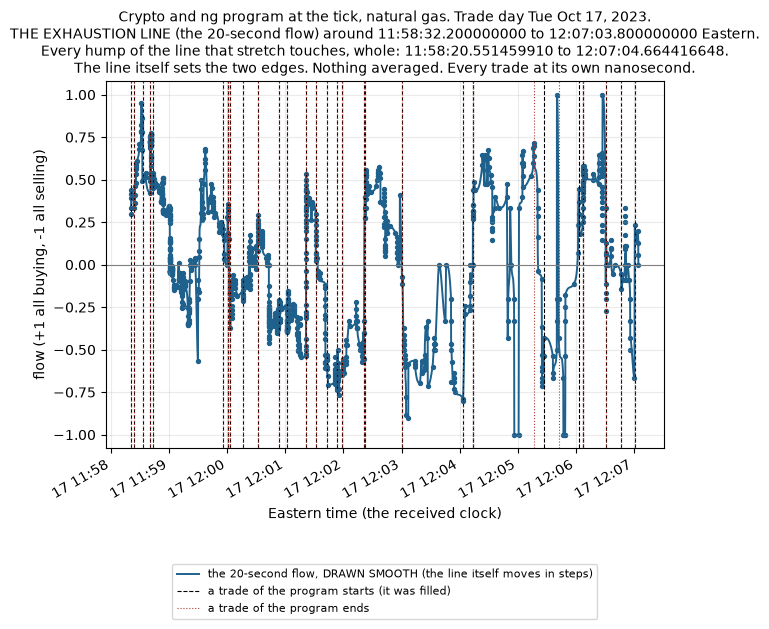 Crypto and ng program at the tick, natural gas. Trade day Tue Oct 17, 2023.
THE EXHAUSTION LINE (the 20-second flow) around 11:58:32.200000000 to 12:07:03.800000000 Eastern.
Every hump of the line that stretch touches, whole: 11:58:20.551459910 to 12:07:04.664416648.
The line itself sets the two edges. Nothing averaged. Every trade at its own nanosecond.
flow (+1 all buying, -1 all selling)
1.00
0.75
0.50
0.25
0.00
−0.25
−0.50
−0.75
−1.00
17 11:58
17 11:59
17 12:00
17 12:01
17 12:02
17 12:03
17 12:04
17 12:05
17 12:06
17 12:07
Eastern time (the received clock)
the 20-second flow, DRAWN SMOOTH (the line itself moves in steps)
a trade of the program starts (it was filled)
a trade of the program ends